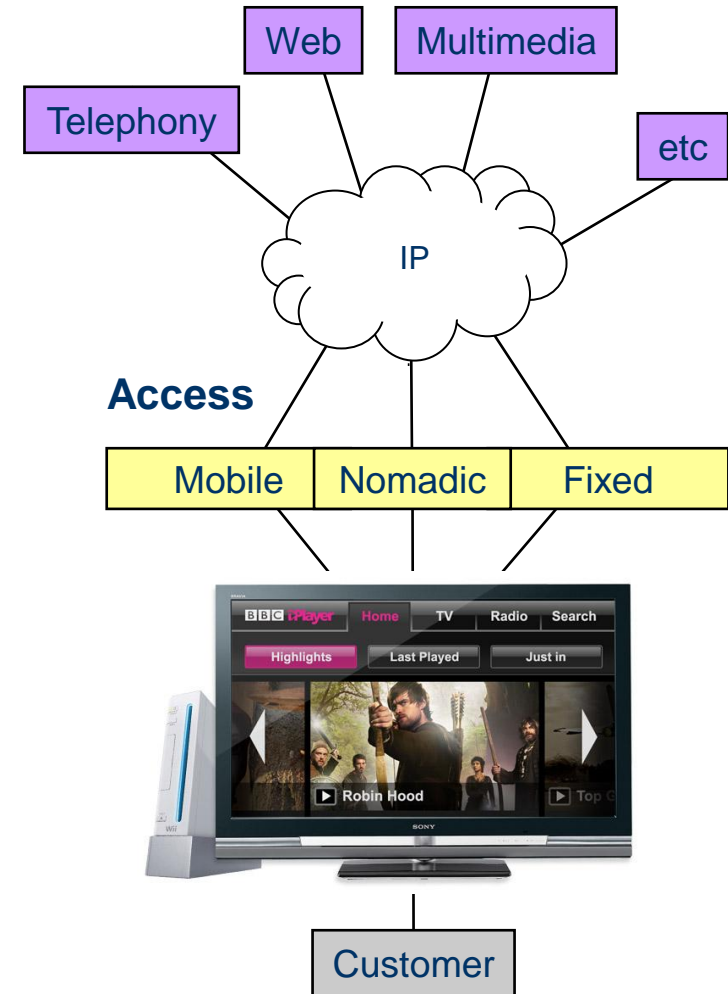 Web
Multimedia
Telephony
etc
IP
Access
Mobile
Nomadic
Fixed
BBC iPlayer Home TV Radio Search
Highlights Last Played Just in
Robin Hood
Top G
SONY
Wii
Customer